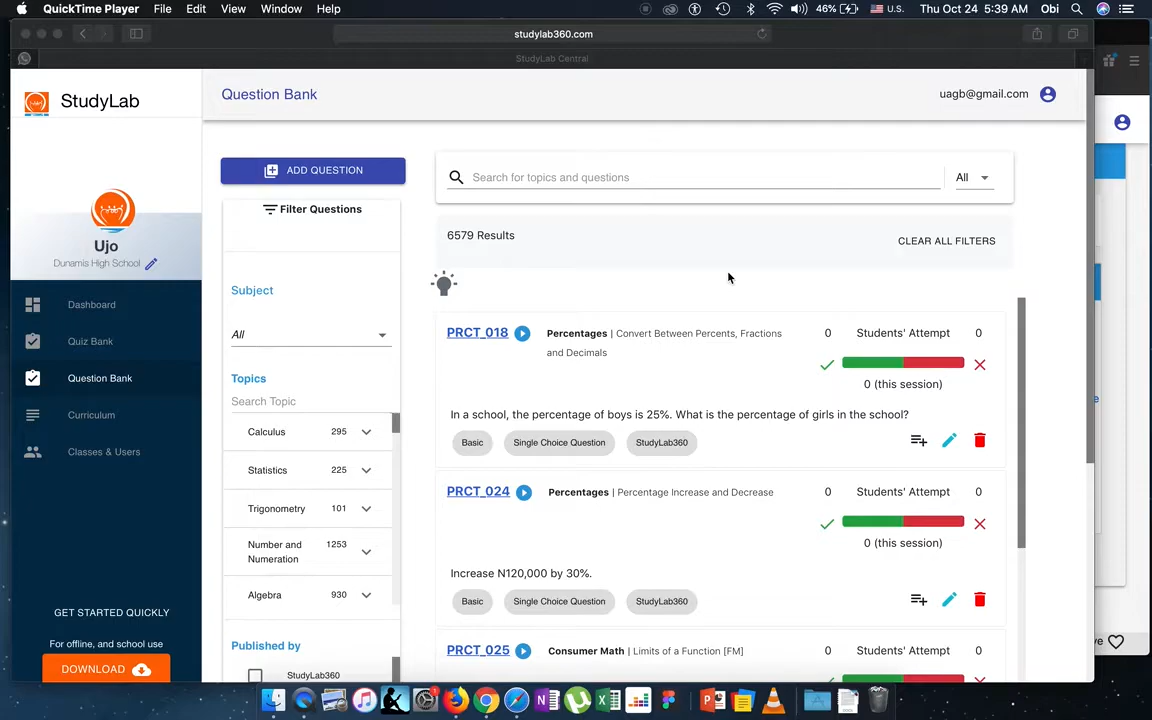 QuickTime Player File Edit View Window Help 46% U.S. Thu Oct 24 5:39 AM Obi
studylab360.com
StudyLab Central
StudyLab
Question Bank
uagb@gmail.com
Ujo
Dunamis High School
Dashboard
Quiz Bank
Question Bank
Curriculum
Classes & Users
GET STARTED QUICKLY
For offline, and school use
DOWNLOAD
ADD QUESTION
Filter Questions
Subject
All
Topics
Search Topic
Calculus 295
Statistics 225
Trigonometry 101
Number and Numeration 1253
Algebra 930
Published by
StudyLab360
Search for topics and questions All
6579 Results
CLEAR ALL FILTERS
PRCT_018 Percentages | Convert Between Percents, Fractions
and Decimals
0 Students' Attempt 0
0 (this session)
In a school, the percentage of boys is 25%. What is the percentage of girls in the school?
Basic Single Choice Question StudyLab360
PRCT_024 Percentages | Percentage Increase and Decrease
0 Students' Attempt 0
0 (this session)
Increase N120,000 by 30%.
Basic Single Choice Question StudyLab360
PRCT_025 Consumer Math | Limits of a Function [FM]
0 Students' Attempt 0